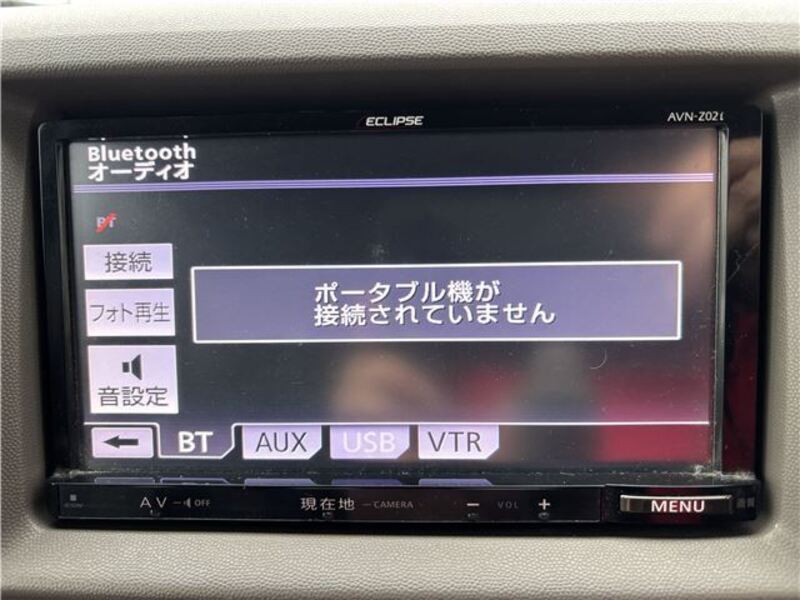 ECLIPSE
AVN-Z02i
Bluetooth
オーディオ
BT
接続
フォト再生
ポータブル機が
接続されていません
音設定
BT AUX USB VTR
AV OFF 現在地 CAMERA − VOL + MENU